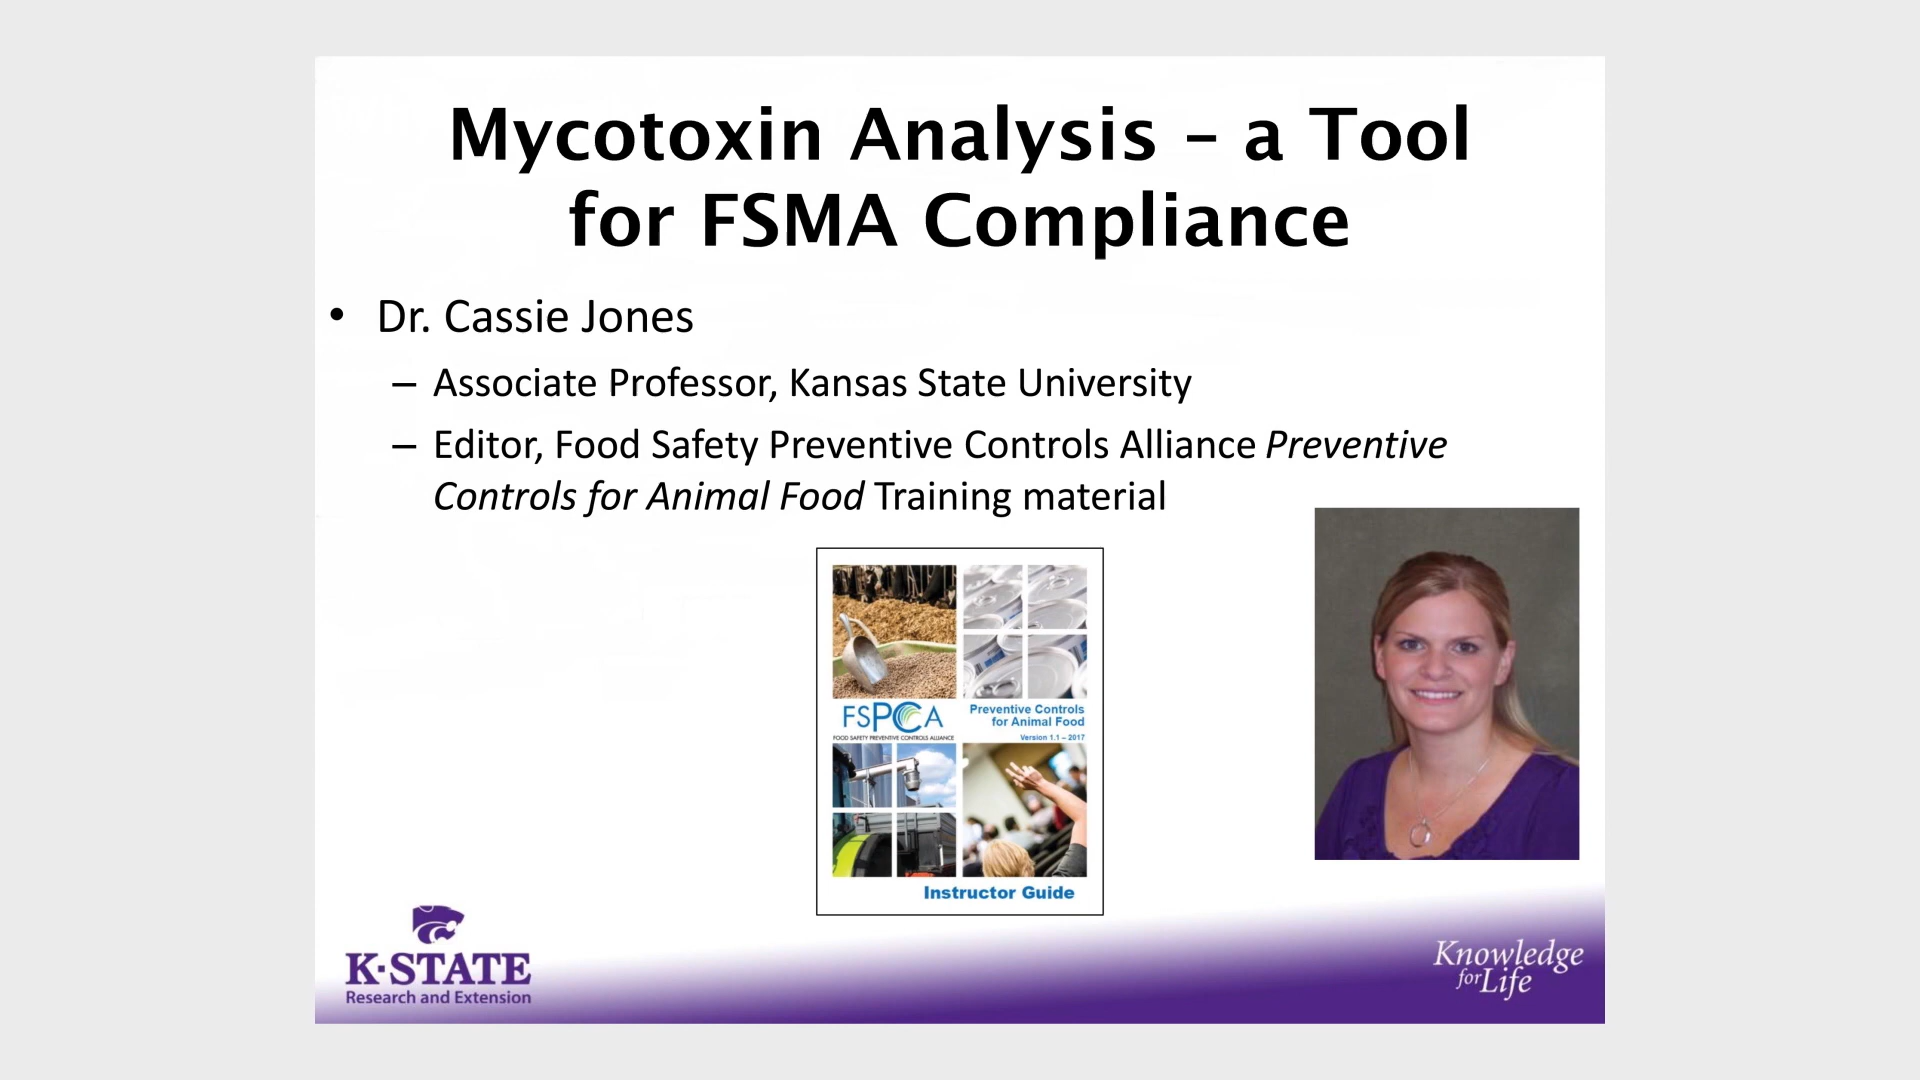 Mycotoxin Analysis – a Tool
for FSMA Compliance
• Dr. Cassie Jones
– Associate Professor, Kansas State University
– Editor, Food Safety Preventive Controls Alliance Preventive
Controls for Animal Food Training material
FSPCA
FOOD SAFETY PREVENTIVE CONTROLS ALLIANCE
Preventive Controls
for Animal Food
Version 1.1 – 2017
Instructor Guide
K·STATE
Research and Extension
Knowledge
for Life